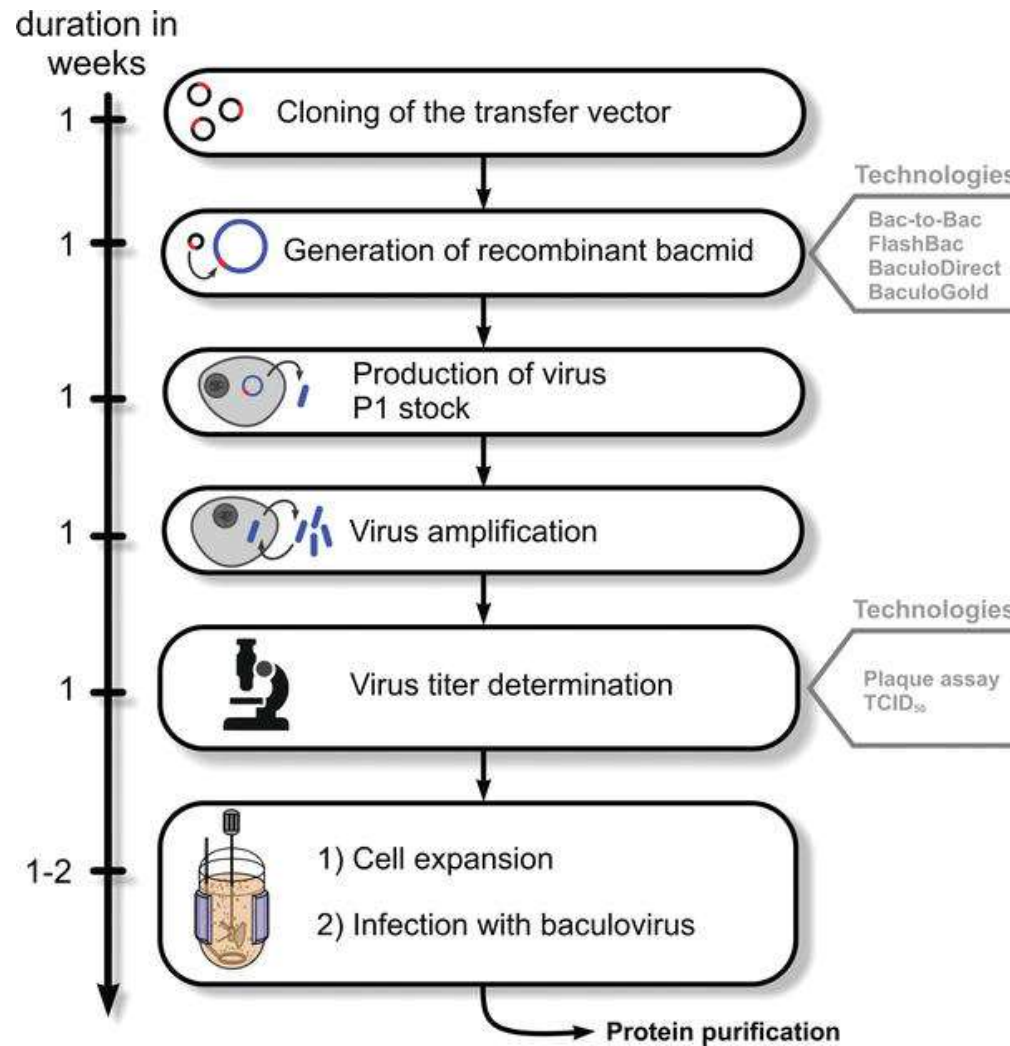 duration in
weeks
1
Cloning of the transfer vector
Technologies
1
Generation of recombinant bacmid
Bac-to-Bac
FlashBac
BaculoDirect
BaculoGold
1
Production of virus
P1 stock
1
Virus amplification
Technologies
1
Virus titer determination
Plaque assay
TCID₅₀
1-2
1) Cell expansion
2) Infection with baculovirus
Protein purification